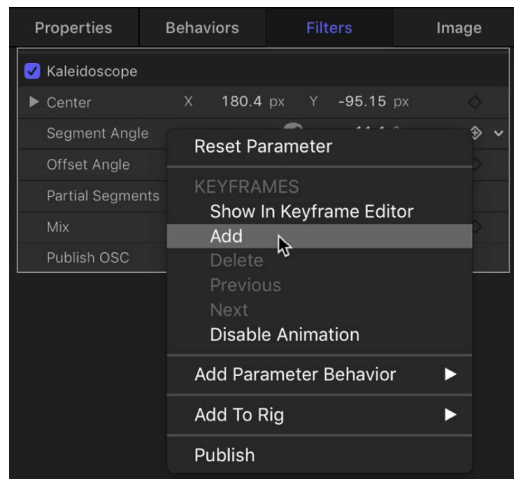 Properties Behaviors Filters Image
Kaleidoscope
Center X 180.4 px Y -95.15 px
Segment Angle
Offset Angle
Partial Segments
Mix
Publish OSC
Reset Parameter
KEYFRAMES
Show In Keyframe Editor
Add
Delete
Previous
Next
Disable Animation
Add Parameter Behavior
Add To Rig
Publish